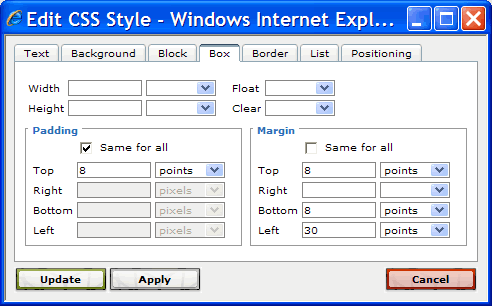 Edit CSS Style - Windows Internet Expl...
Text Background Block Box Border List Positioning
Width Float
Height Clear
Padding
Same for all
Top 8 points
Right pixels
Bottom pixels
Left pixels
Margin
Same for all
Top 8 points
Right
Bottom 8 points
Left 30 points
Update Apply Cancel